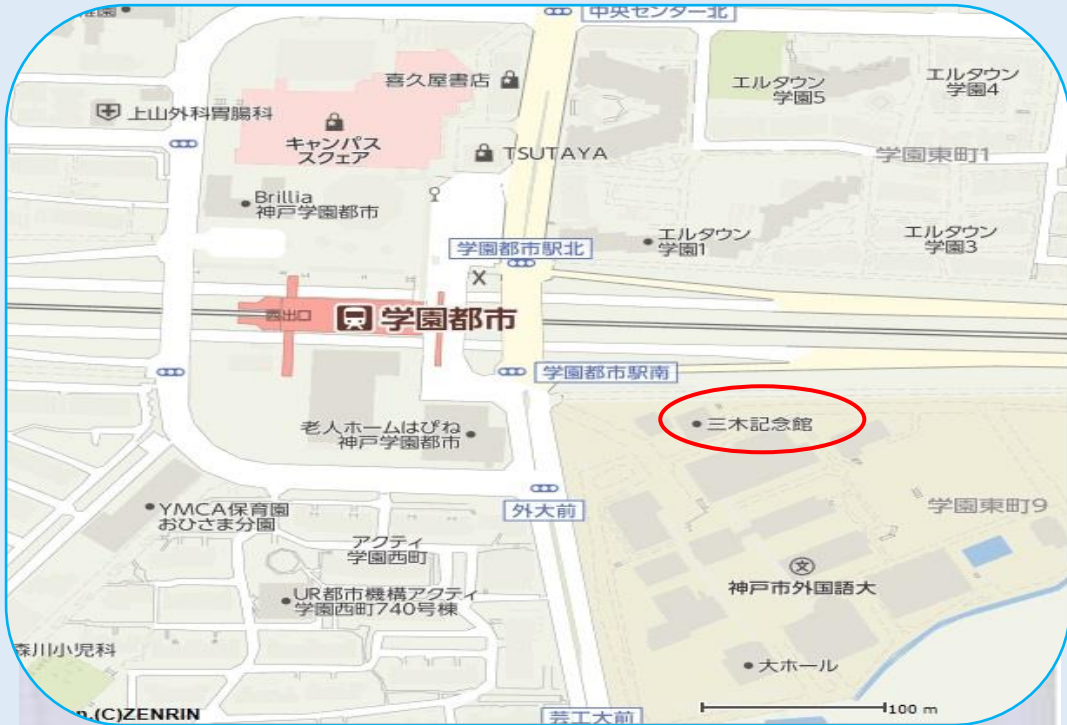 中央センター北
喜久屋書店
エルタウン
学園5
エルタウン
学園4
上山外科胃腸科
キャンパス
スクェア
TSUTAYA
学園東町1
Brillia
神戸学園都市
エルタウン
学園1
エルタウン
学園3
学園都市駅北
X
西出口
学園都市
学園都市駅南
三木記念館
老人ホームはぴね
神戸学園都市
外大前
学園東町9
YMCA保育園
おひさま分園
アクティ
学園西町
文
神戸市外国語大
UR都市機構アクティ
学園西町740号棟
森川小児科
大ホール
(C)ZENRIN
芸工大前
100 m